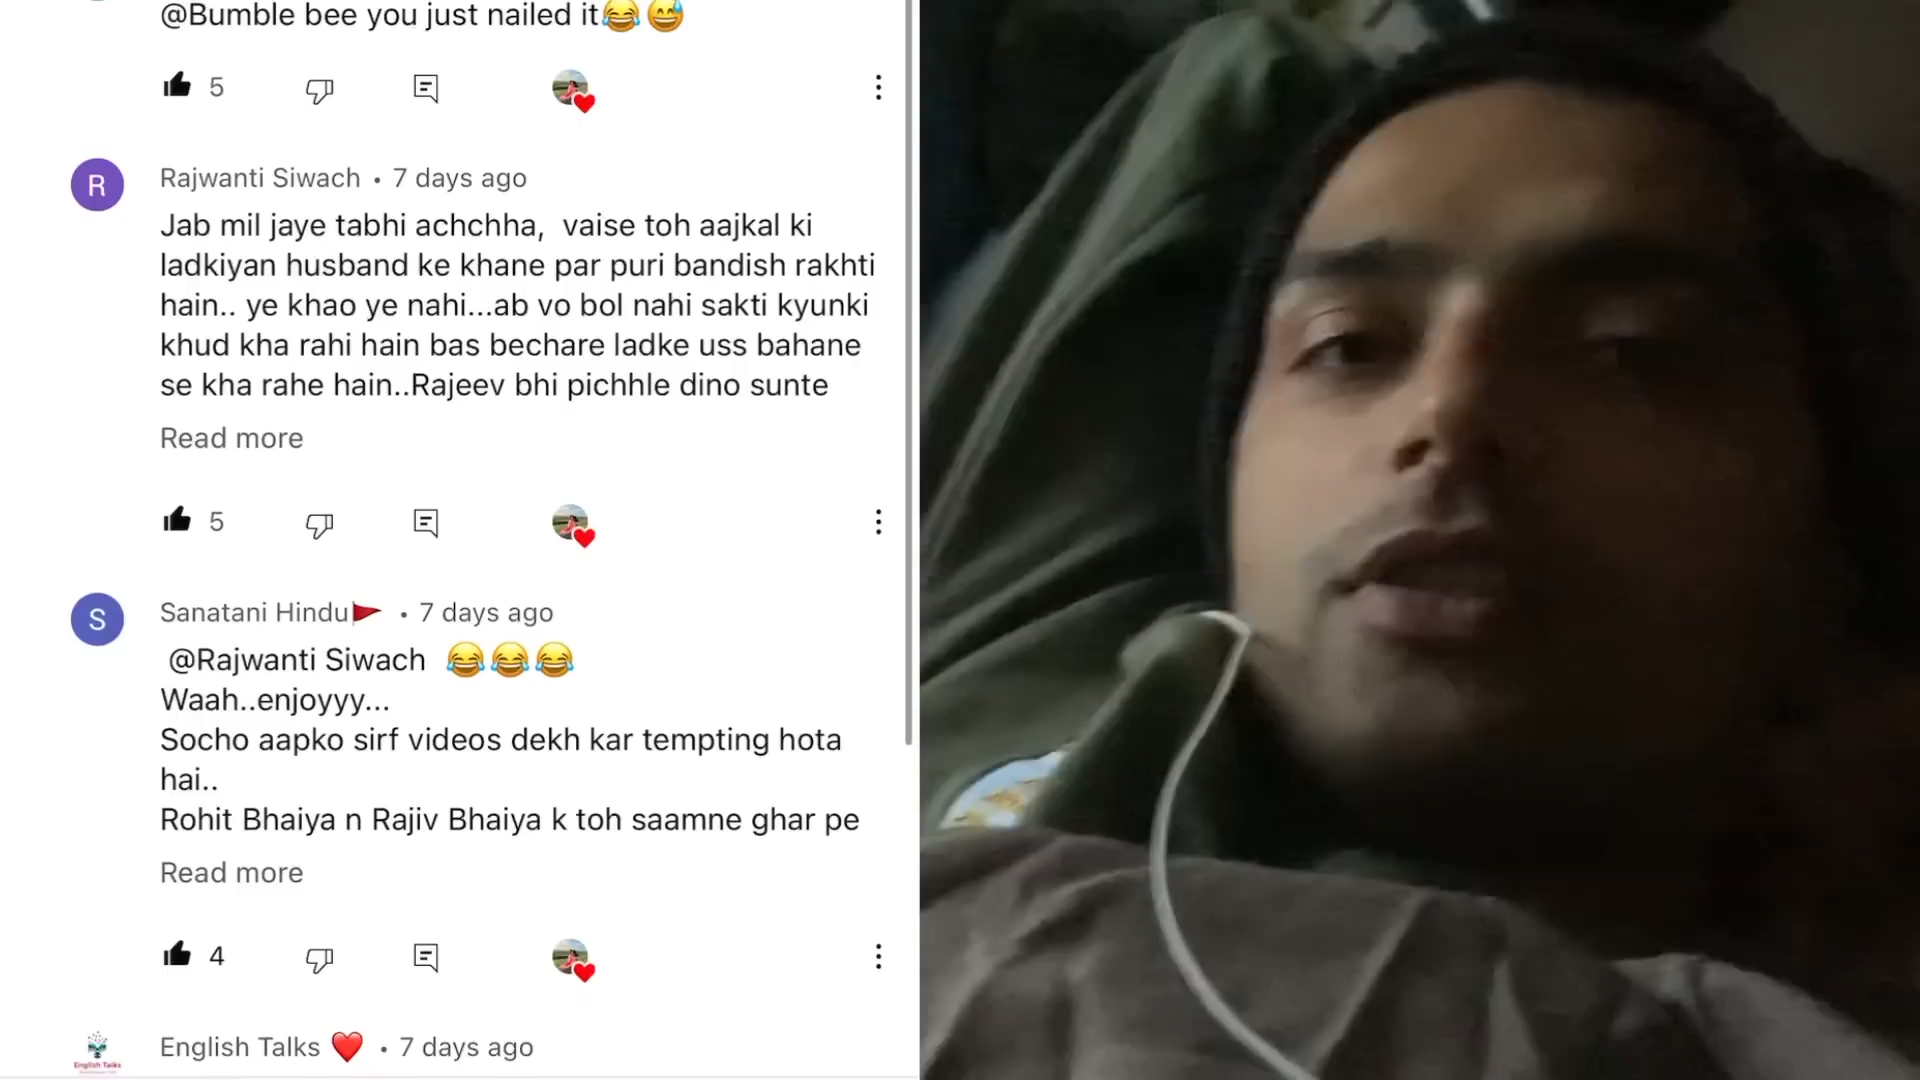 @Bumble bee you just nailed it😂😅
5
R
Rajwanti Siwach • 7 days ago
Jab mil jaye tabhi achchha,  vaise toh aajkal ki
ladkiyan husband ke khane par puri bandish rakhti
hain.. ye khao ye nahi...ab vo bol nahi sakti kyunki
khud kha rahi hain bas bechare ladke uss bahane
se kha rahe hain..Rajeev bhi pichhle dino sunte
Read more
5
S
Sanatani Hindu🚩 • 7 days ago
@Rajwanti Siwach 😂😂😂
Waah..enjoyyy...
Socho aapko sirf videos dekh kar tempting hota
hai..
Rohit Bhaiya n Rajiv Bhaiya k toh saamne ghar pe
Read more
4
English Talks
English Talks ❤️ • 7 days ago